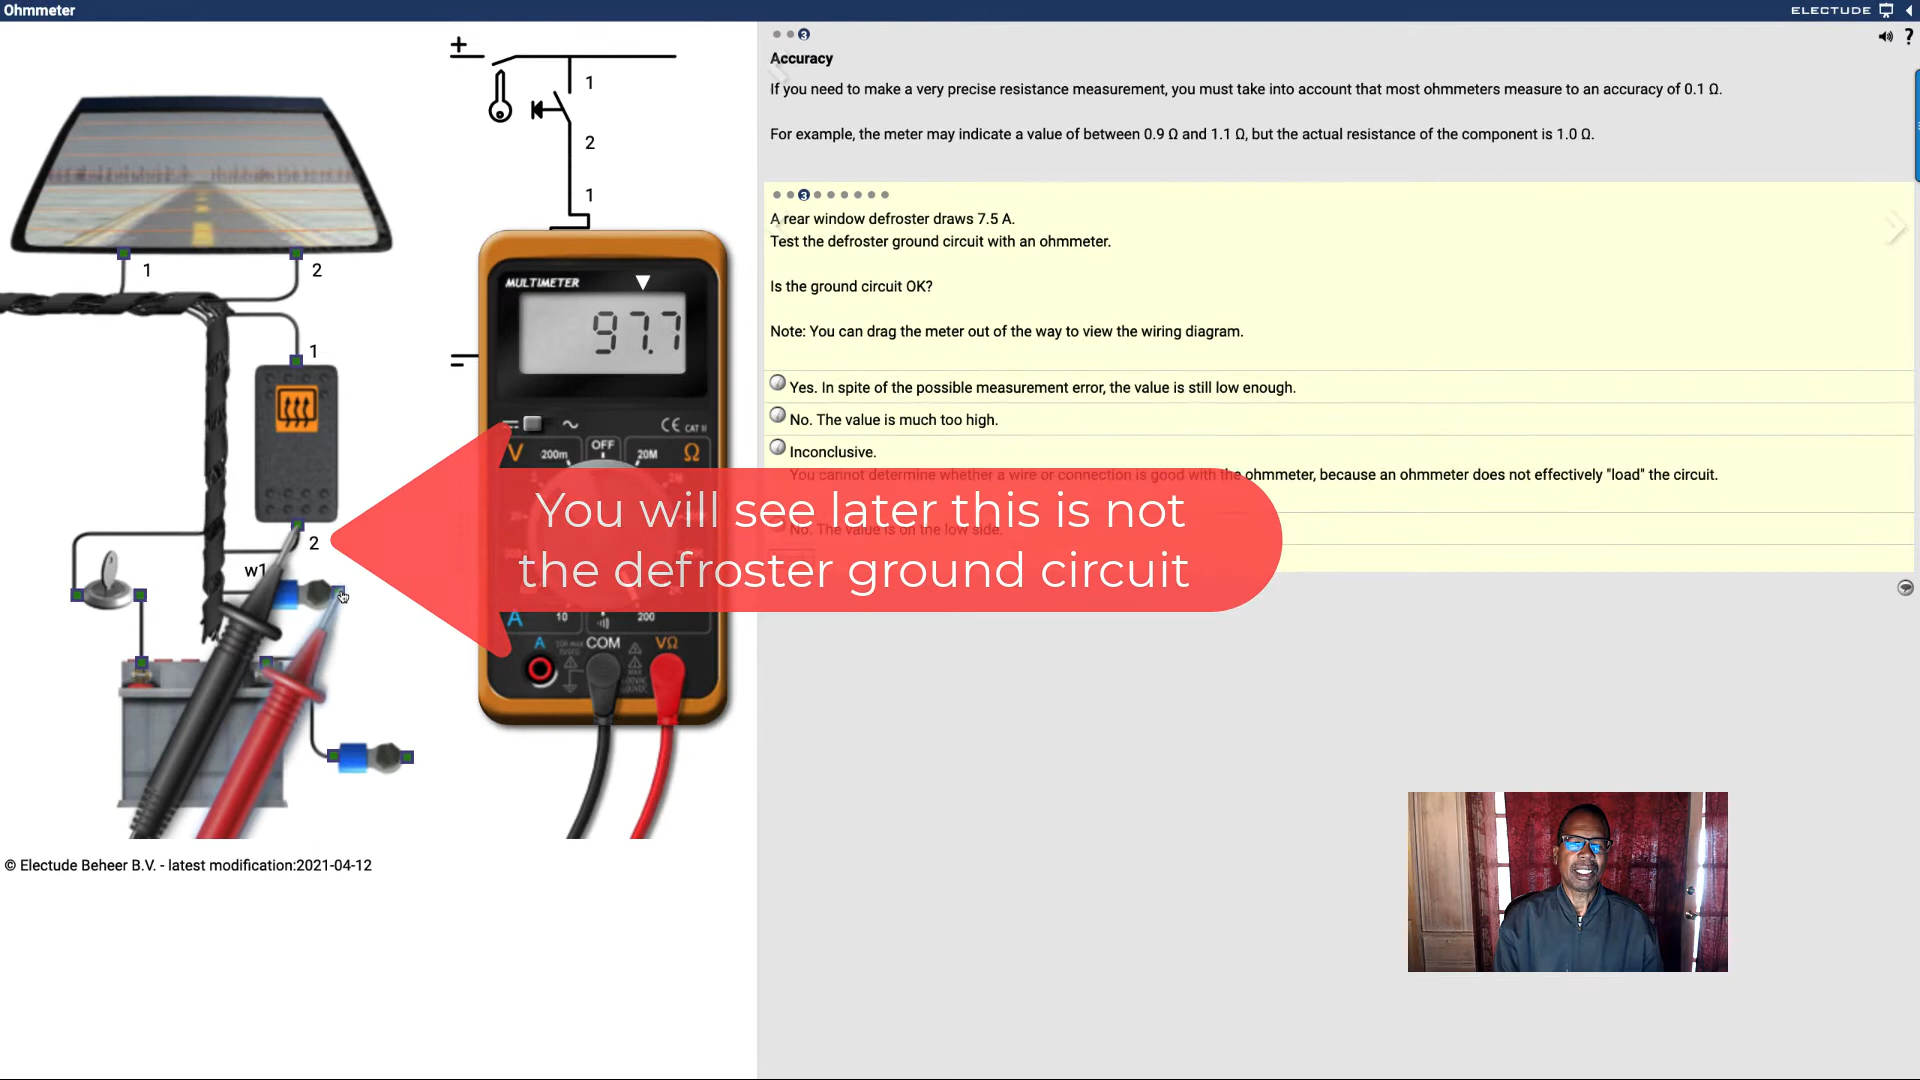 Ohmmeter
ELECTUDE
3
?
Accuracy
If you need to make a very precise resistance measurement, you must take into account that most ohmmeters measure to an accuracy of 0.1 Ω.
For example, the meter may indicate a value of between 0.9 Ω and 1.1 Ω, but the actual resistance of the component is 1.0 Ω.
3
A rear window defroster draws 7.5 A.
Test the defroster ground circuit with an ohmmeter.
Is the ground circuit OK?
Note: You can drag the meter out of the way to view the wiring diagram.
Yes. In spite of the possible measurement error, the value is still low enough.
No. The value is much too high.
Inconclusive.
You cannot determine whether a wire or connection is good with the ohmmeter, because an ohmmeter does not effectively "load" the circuit.
No. The value is on the low side.
You will see later this is not
the defroster ground circuit
+
1
2
1
=
1
2
1
2
w1
MULTIMETER
97.7
CE CAT II
V
200m
OFF
20M
Ω
A
10
200
A
COM
VΩ
© Electude Beheer B.V. - latest modification:2021-04-12